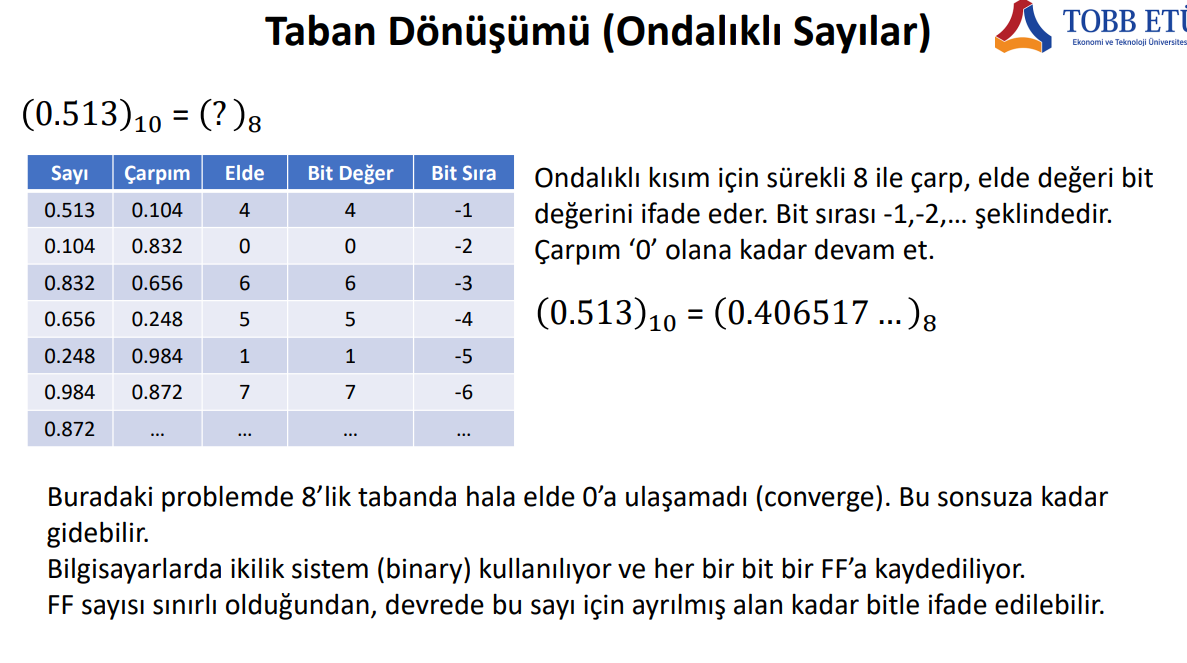 Taban Dönüşümü (Ondalıklı Sayılar)
TOBB ETÜ
Ekonomi ve Teknoloji Üniversitesi
(0.513)₁₀ = (? )₈
Sayı Çarpım Elde Bit Değer Bit Sıra
0.513 0.104 4 4 -1
0.104 0.832 0 0 -2
0.832 0.656 6 6 -3
0.656 0.248 5 5 -4
0.248 0.984 1 1 -5
0.984 0.872 7 7 -6
0.872 ... ... ... ...
Ondalıklı kısım için sürekli 8 ile çarp, elde değeri bit
değerini ifade eder. Bit sırası -1,-2,... şeklindedir.
Çarpım ‘0’ olana kadar devam et.
(0.513)₁₀ = (0.406517 ... )₈
Buradaki problemde 8’lik tabanda hala elde 0’a ulaşamadı (converge). Bu sonsuza kadar
gidebilir.
Bilgisayarlarda ikilik sistem (binary) kullanılıyor ve her bir bit bir FF’a kaydediliyor.
FF sayısı sınırlı olduğundan, devrede bu sayı için ayrılmış alan kadar bitle ifade edilebilir.